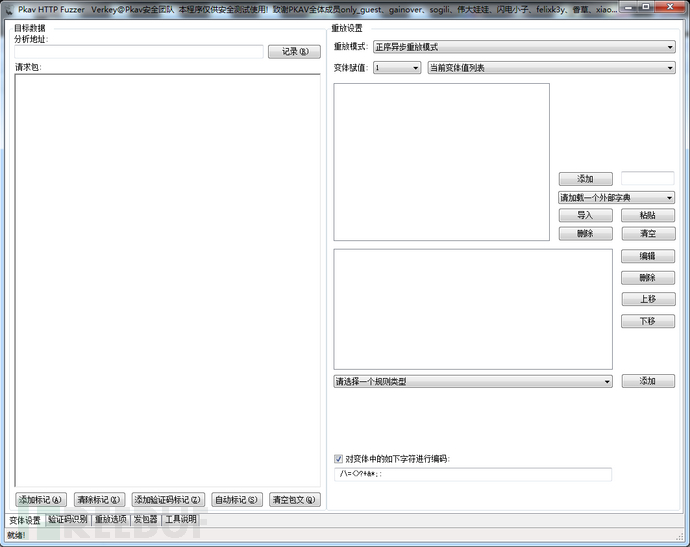 Pkav HTTP Fuzzer Verkey@Pkav安全团队 本程序仅供安全测试使用! 致谢PKAV全体成员only_guest、gainover、sogili、伟大娃娃、闪电小子、felixk3y、香草、xiao...
目标数据
分析地址:
记录(R)
请求包:
添加标记(A)
清除标记(X)
添加验证码标记(Z)
自动标记(S)
清空包文(Q)
重放设置
重放模式:
正序异步重放模式
变体赋值:
1
当前变体值列表
添加
请加载一个外部字典
导入
粘贴
删除
清空
编辑
删除
上移
下移
请选择一个规则类型
添加
对变体中的如下字符进行编码:
变体设置
验证码识别
重放选项
发包器
工具说明
就绪!
REEBUF